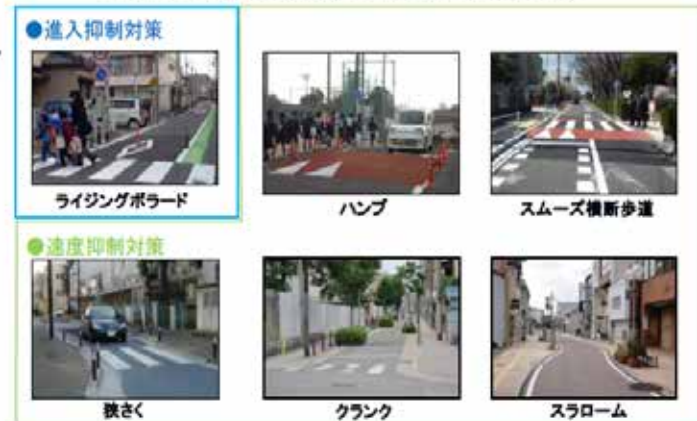 ●進入抑制対策
ライジングボラード
ハンプ
スムーズ横断歩道
●速度抑制対策
狭さく
クランク
スラローム